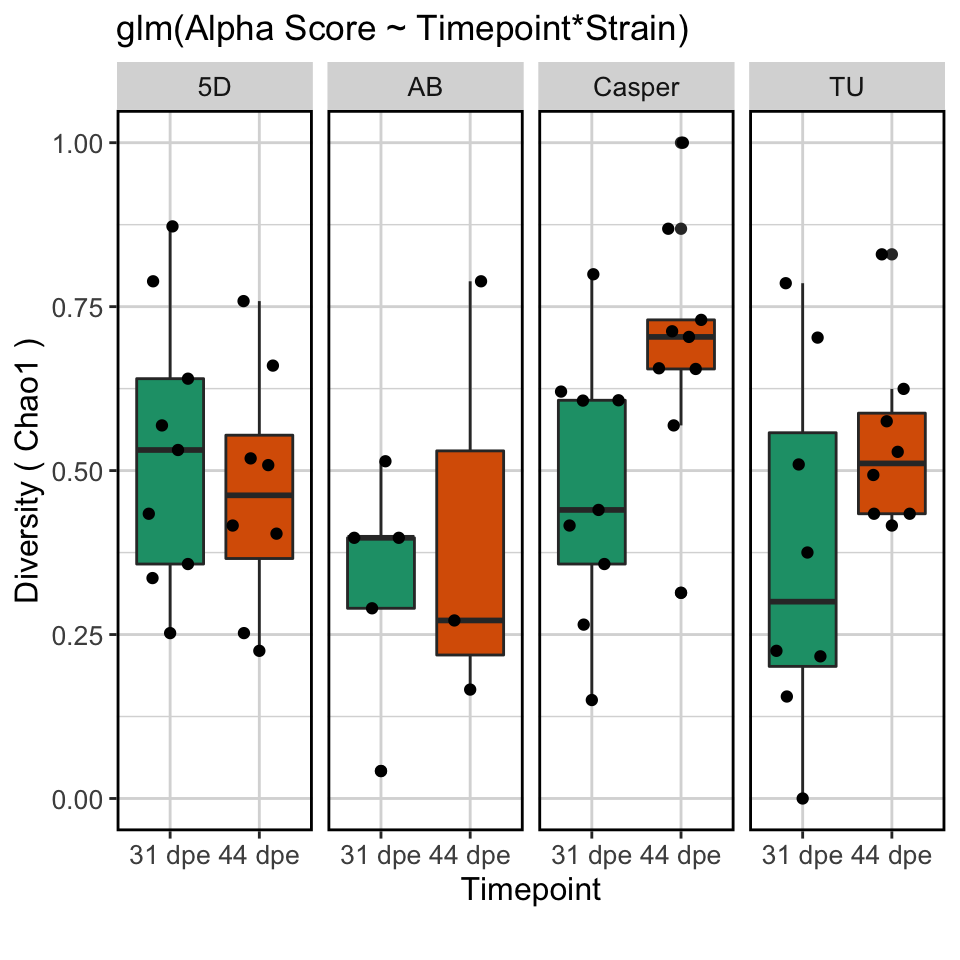 glm(Alpha Score ~ Timepoint*Strain)
5D AB Casper TU
Diversity ( Chao1 )
1.00
0.75
0.50
0.25
0.00
31 dpe 44 dpe 31 dpe 44 dpe 31 dpe 44 dpe 31 dpe 44 dpe
Timepoint